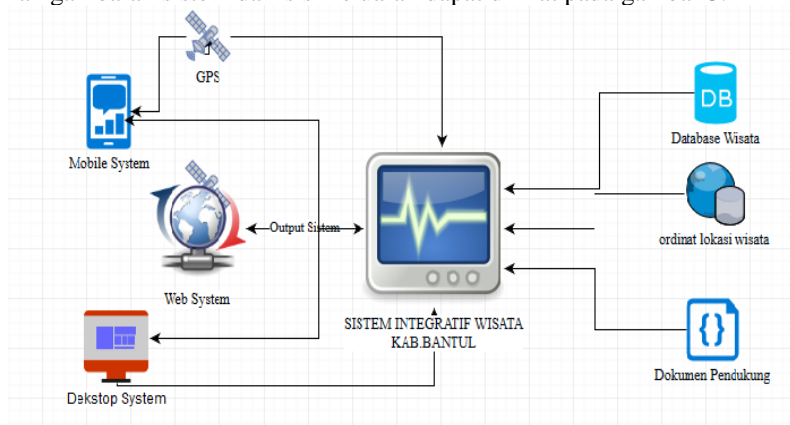 GPS
Mobile System
DB
Database Wisata
ordinat lokasi wisata
Output Sistem
Web System
SISTEM INTEGRATIF WISATA
KAB.BANTUL
{}
Dokumen Pendukung
Dekstop System